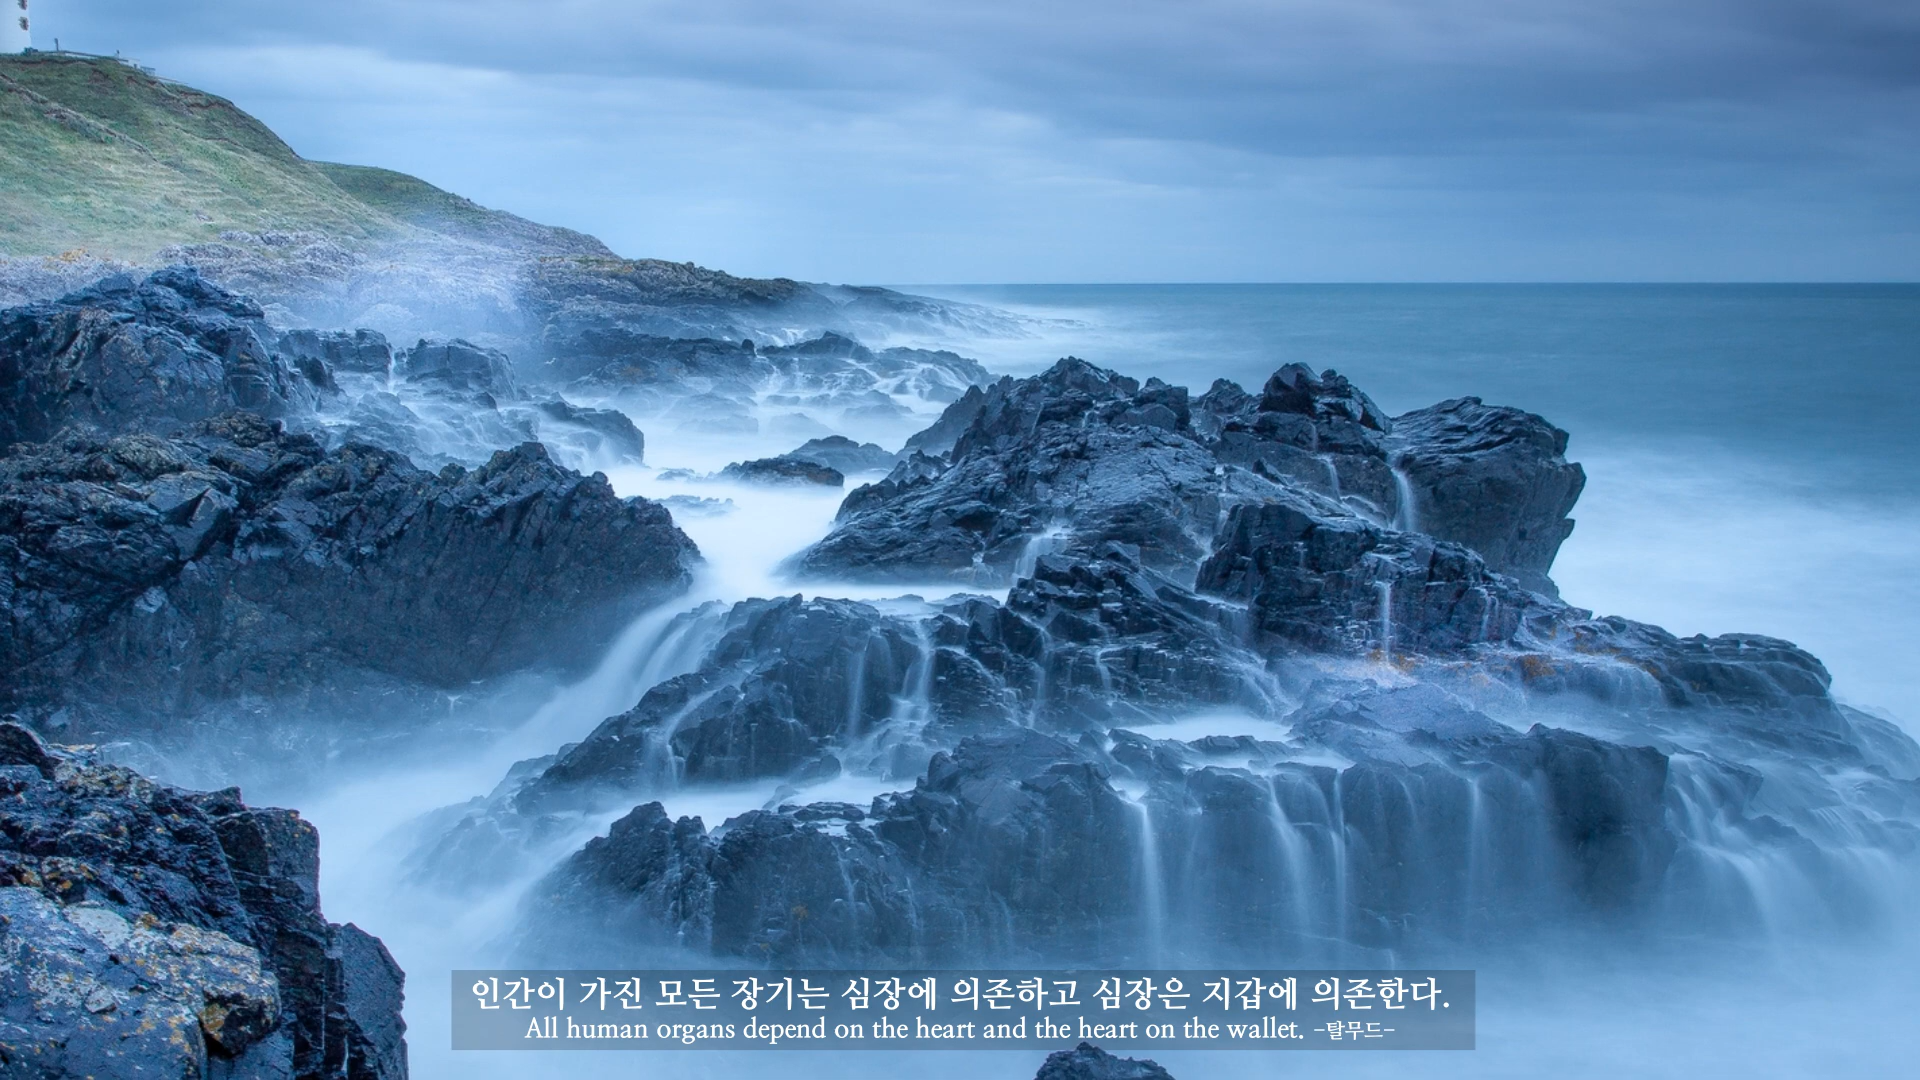 인간이 가진 모든 장기는 심장에 의존하고 심장은 지갑에 의존한다.
All human organs depend on the heart and the heart on the wallet. -탈무드-